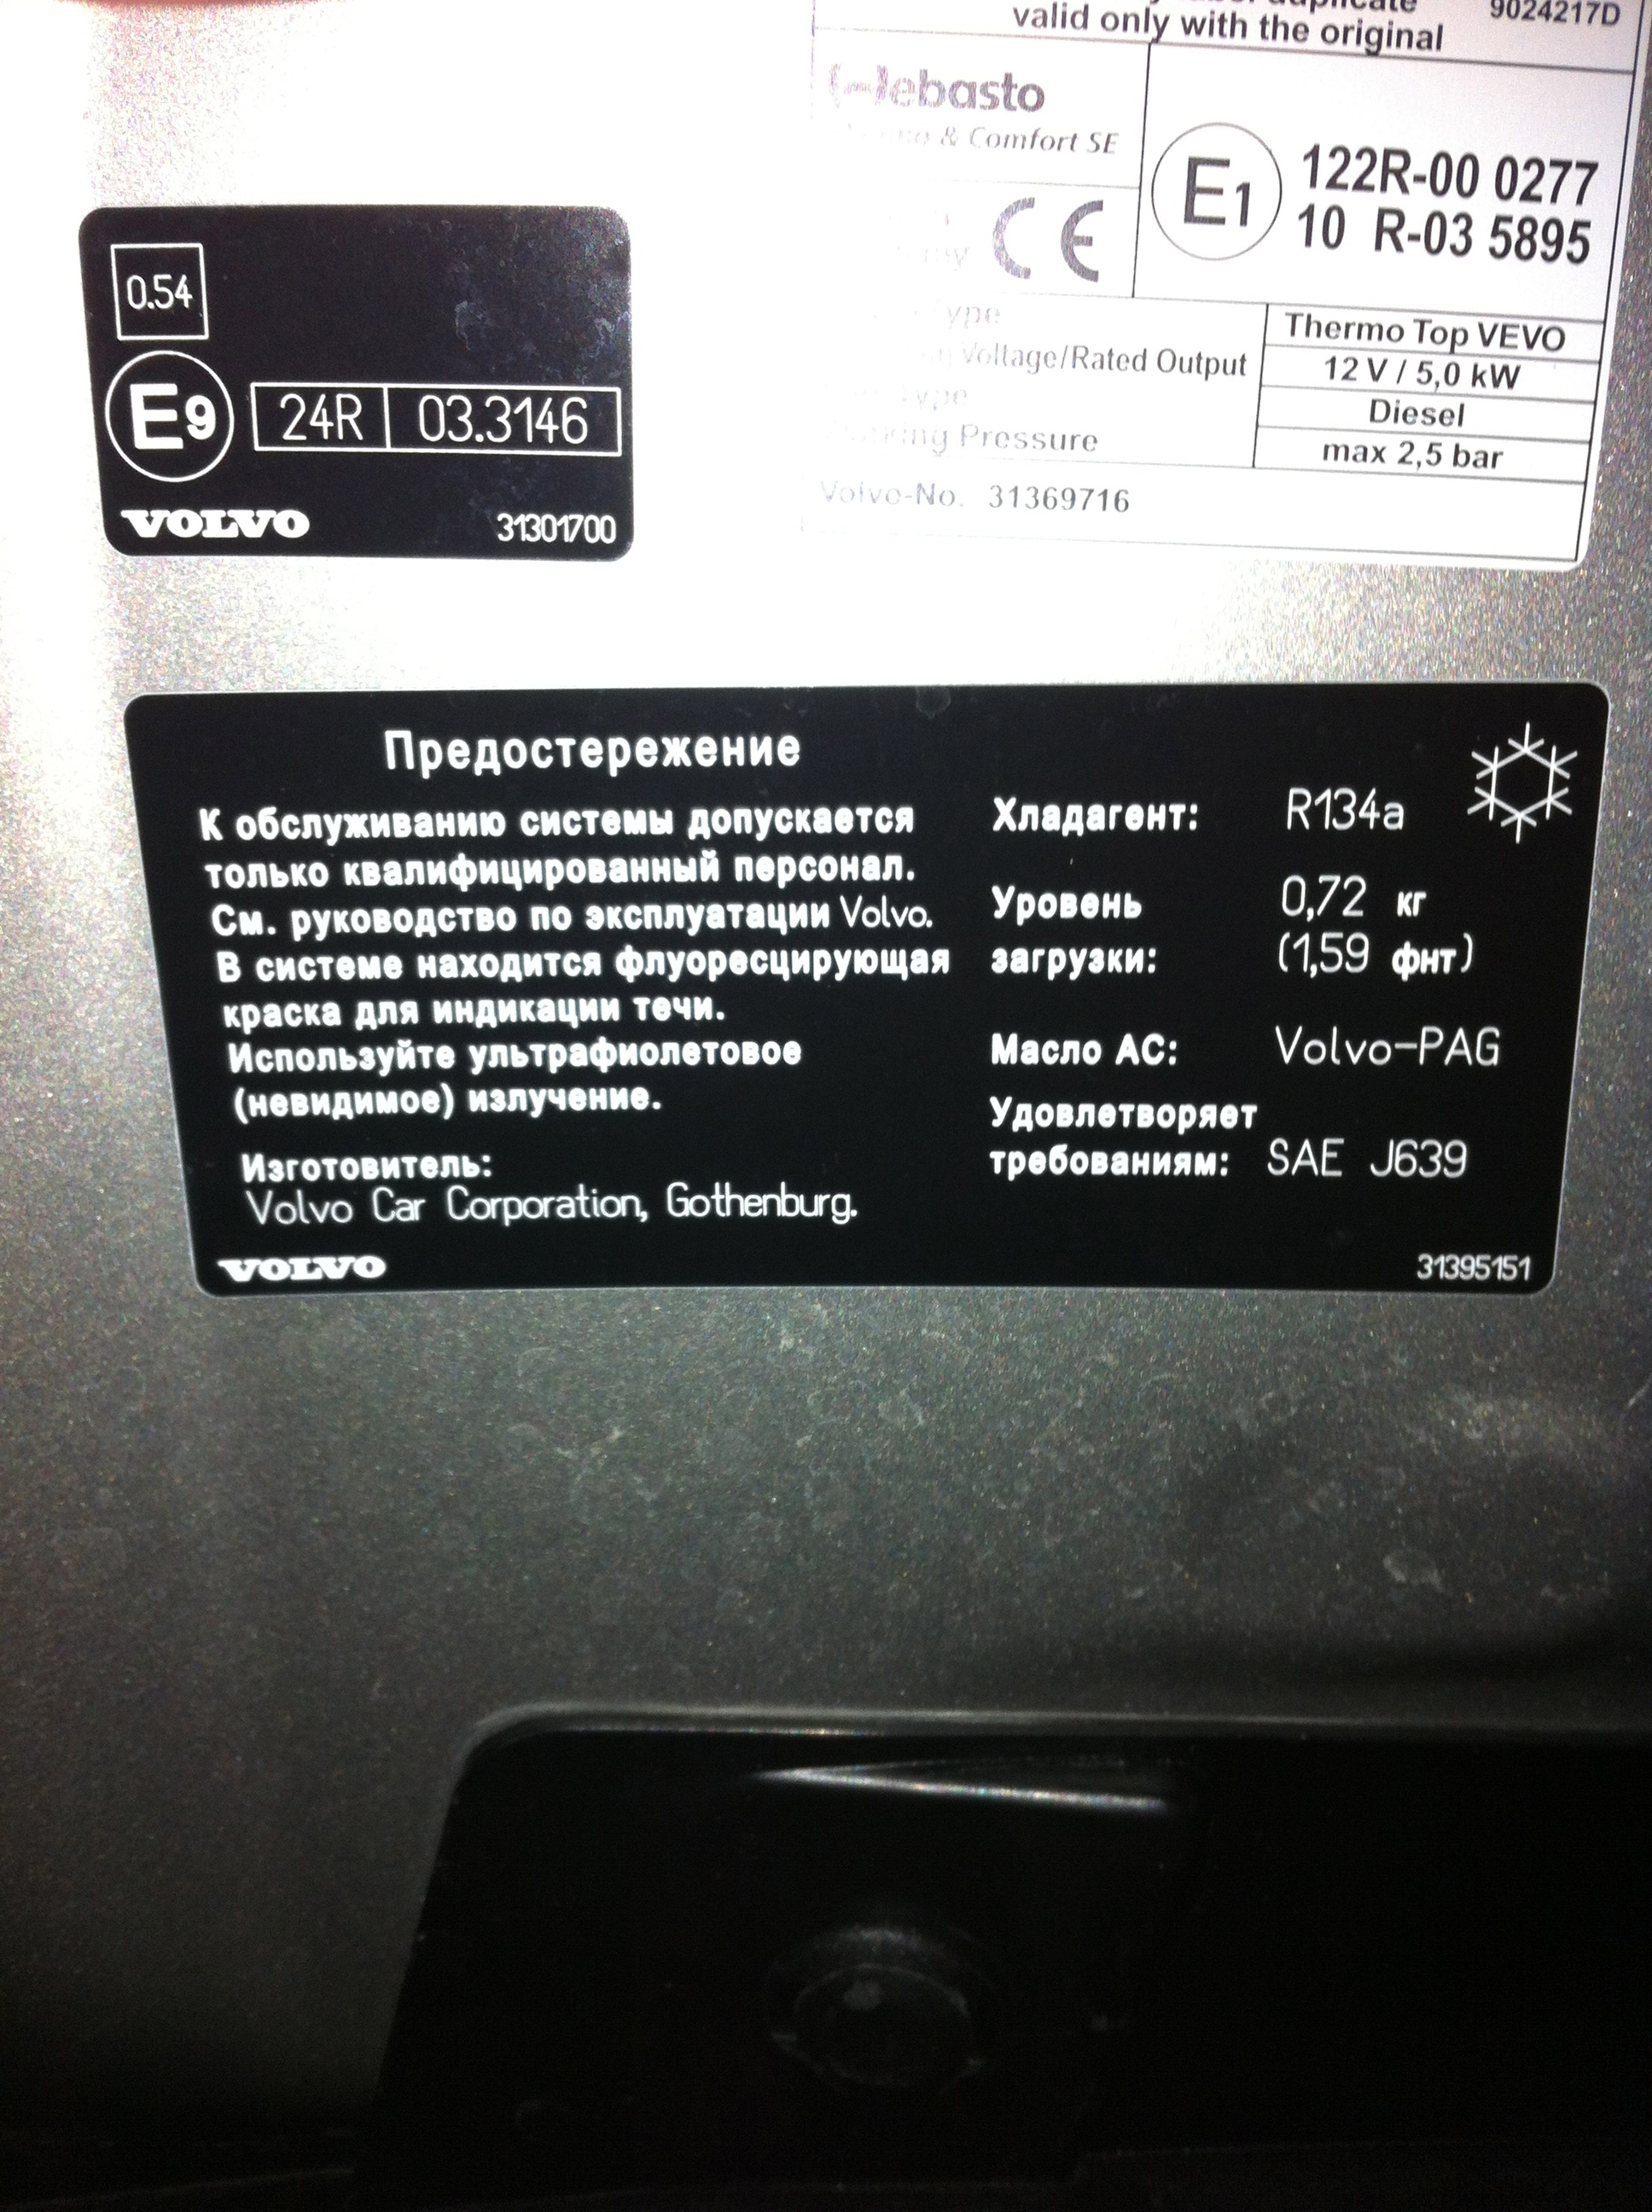 duplicate 9024217D
valid only with the original
Webasto
& Comfort SE
E1
122R-00 0277
10 R-03 5895
CE
Thermo Top VEVO
Voltage/Rated Output 12 V / 5,0 kW
Diesel
Pressure max 2,5 bar
Volvo-No. 31369716
0.54
E9 24R 03.3146
VOLVO 31301700
Предостережение
К обслуживанию системы допускается
только квалифицированный персонал.
См. руководство по эксплуатации Volvo.
В системе находится флуоресцирующая
краска для индикации течи.
Используйте ультрафиолетовое
(невидимое) излучение.
Изготовитель:
Volvo Car Corporation, Gothenburg.
VOLVO
Хладагент: R134a
Уровень 0,72 кг
загрузки: (1,59 фнт)
Масло АС: Volvo-PAG
Удовлетворяет
требованиям: SAE J639
31395151